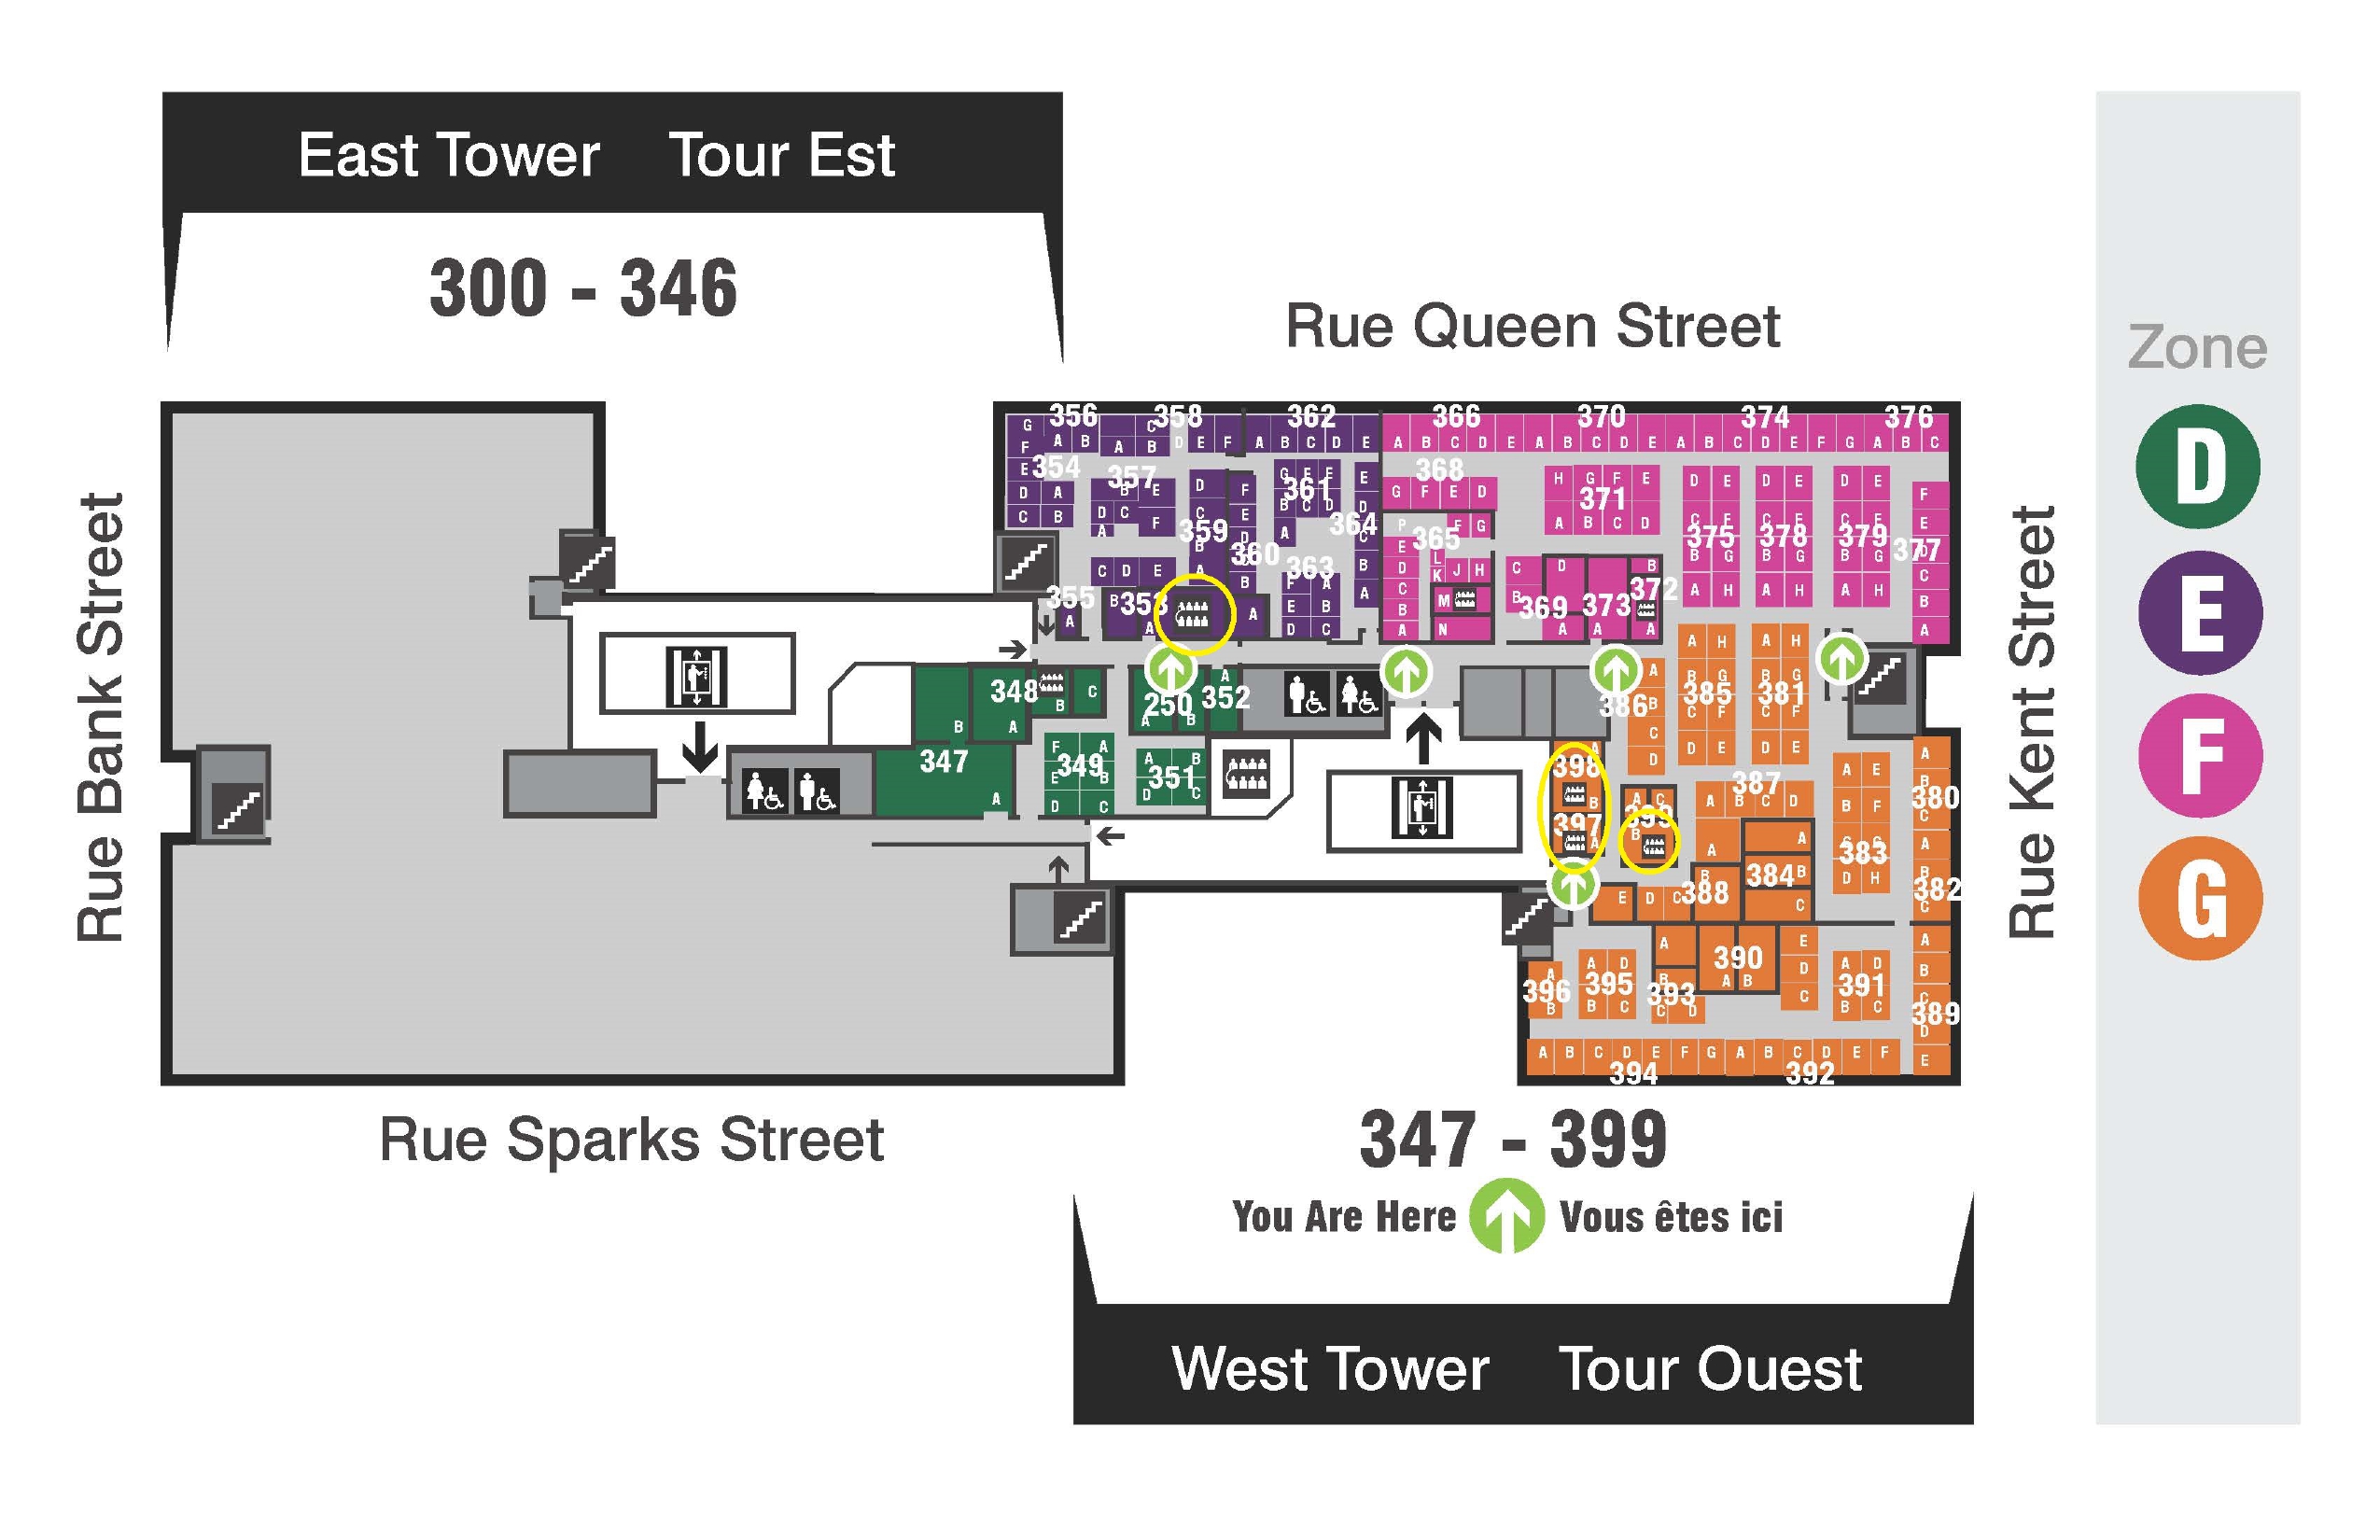 East Tower Tour Est
300 - 346
Rue Queen Street
Zone
D
E
F
G
Rue Bank Street
Rue Kent Street
356 358 362 366 370 374 376
G
F A B A B C D E F A B C D E A B C D E A B C D E A B C D E F G A B C
354 357 361 368 371
E
D A
C B
B E
D C F
A
C D E
359
D
C
B
A
360
F
E
D
B
G F E
B C D
A
364
E
D
C
B
A
363
F A
E B
D C
G F E D
365
P F G
E L
D K J H
C M
B
A N
H G F E
A B C D
375 378 379 377
D E D E D E
C F C F C F
B G B G B G
A H A H A H
F
E
D
C
B
A
355
A
353
B
A
A
369 373 372
C D B
B
A A A
348
B A
B C
250 352
A B A
347
A
349
F A
E B
D C
351
A B
D C
386
A
B
C
D
385 381
A H A H
B G B G
C F C F
D E D E
398
A
B
397
A
399
A C
B
387
A B C D
A
388
B
E D C
384
A
B
C
383
A E
B F
C G
D H
380
A
B
C
382
A
B
C
396
A
B
395
A D
B C
393
A
B
C D
390
A B
E
D
C
391
A D
B C
389
A
B
C
D
E
A B C D E F G A B C D E F
394 392
Rue Sparks Street
347 - 399
You Are Here Vous êtes ici
West Tower Tour Ouest